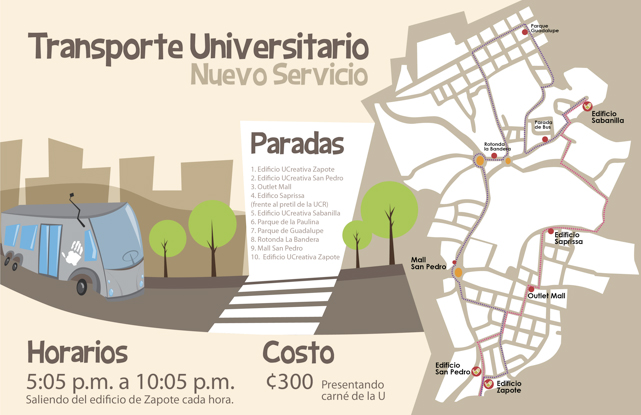 Transporte Universitario
Nuevo Servicio
Paradas
1. Edificio UCreativa Zapote
2. Edificio UCreativa San Pedro
3. Outlet Mall
4. Edifico Saprissa
(frente al pretil de la UCR)
5. Edificio UCreativa Sabanilla
6. Parque de la Paulina
7. Parque de Guadalupe
8. Rotonda La Bandera
9. Mall San Pedro
10. Edificio UCreativa Zapote
Horarios
5:05 p.m. a 10:05 p.m.
Saliendo del edificio de Zapote cada hora.
Costo
¢300 Presentando
carné de la U
Parque
Guadalupe
Edificio
Sabanilla
Parada
de Bus
Rotonda
la Bandera
Edificio
Saprissa
Mall
San Pedro
Outlet Mall
Edificio
San Pedro
Edificio
Zapote